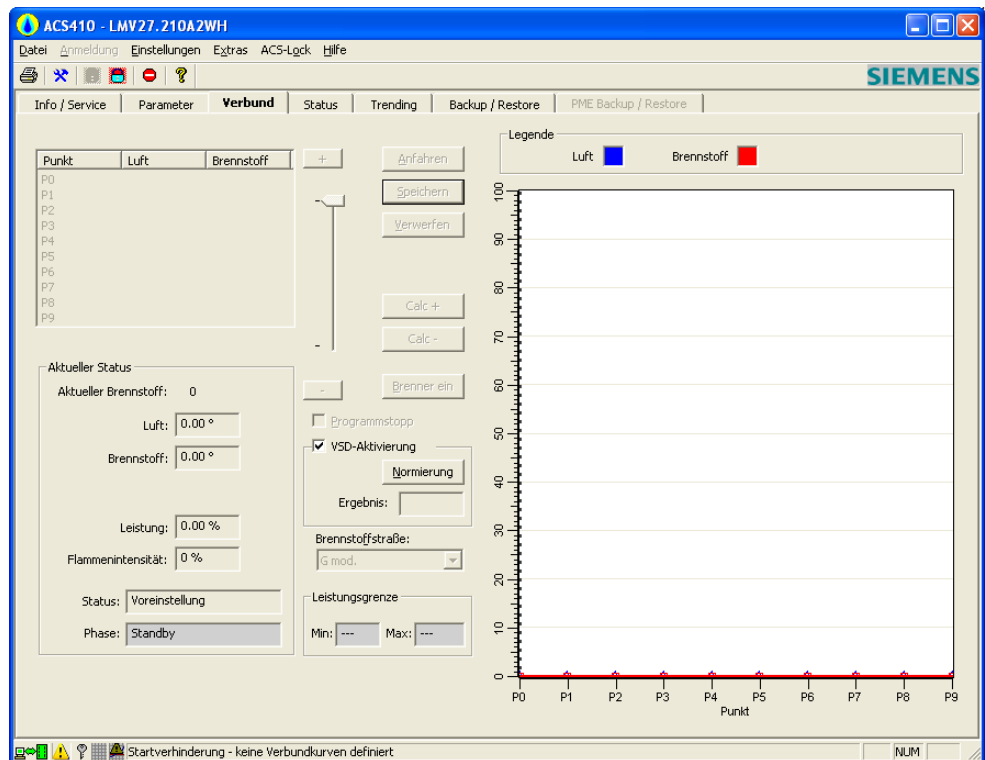 ACS410 - LMV27.210A2WH
Datei Anmeldung Einstellungen Extras ACS-Lock Hilfe
SIEMENS
Info / Service Parameter Verbund Status Trending Backup / Restore PME Backup / Restore
Punkt Luft Brennstoff
P0
P1
P2
P3
P4
P5
P6
P7
P8
P9
+
-
Anfahren
Speichern
Verwerfen
Calc +
Calc -
Brenner ein
Programmstopp
VSD-Aktivierung
Normierung
Ergebnis:
Brennstoffstraße:
G mod.
Leistungsgrenze
Min: --- Max: ---
Aktueller Status
Aktueller Brennstoff: 0
Luft: 0.00 °
Brennstoff: 0.00 °
Leistung: 0.00 %
Flammenintensität: 0 %
Status: Voreinstellung
Phase: Standby
Legende
Luft Brennstoff
100
90
80
70
60
50
40
30
20
10
0
P0 P1 P2 P3 P4 P5 P6 P7 P8 P9
Punkt
Startverhinderung - keine Verbundkurven definiert
NUM